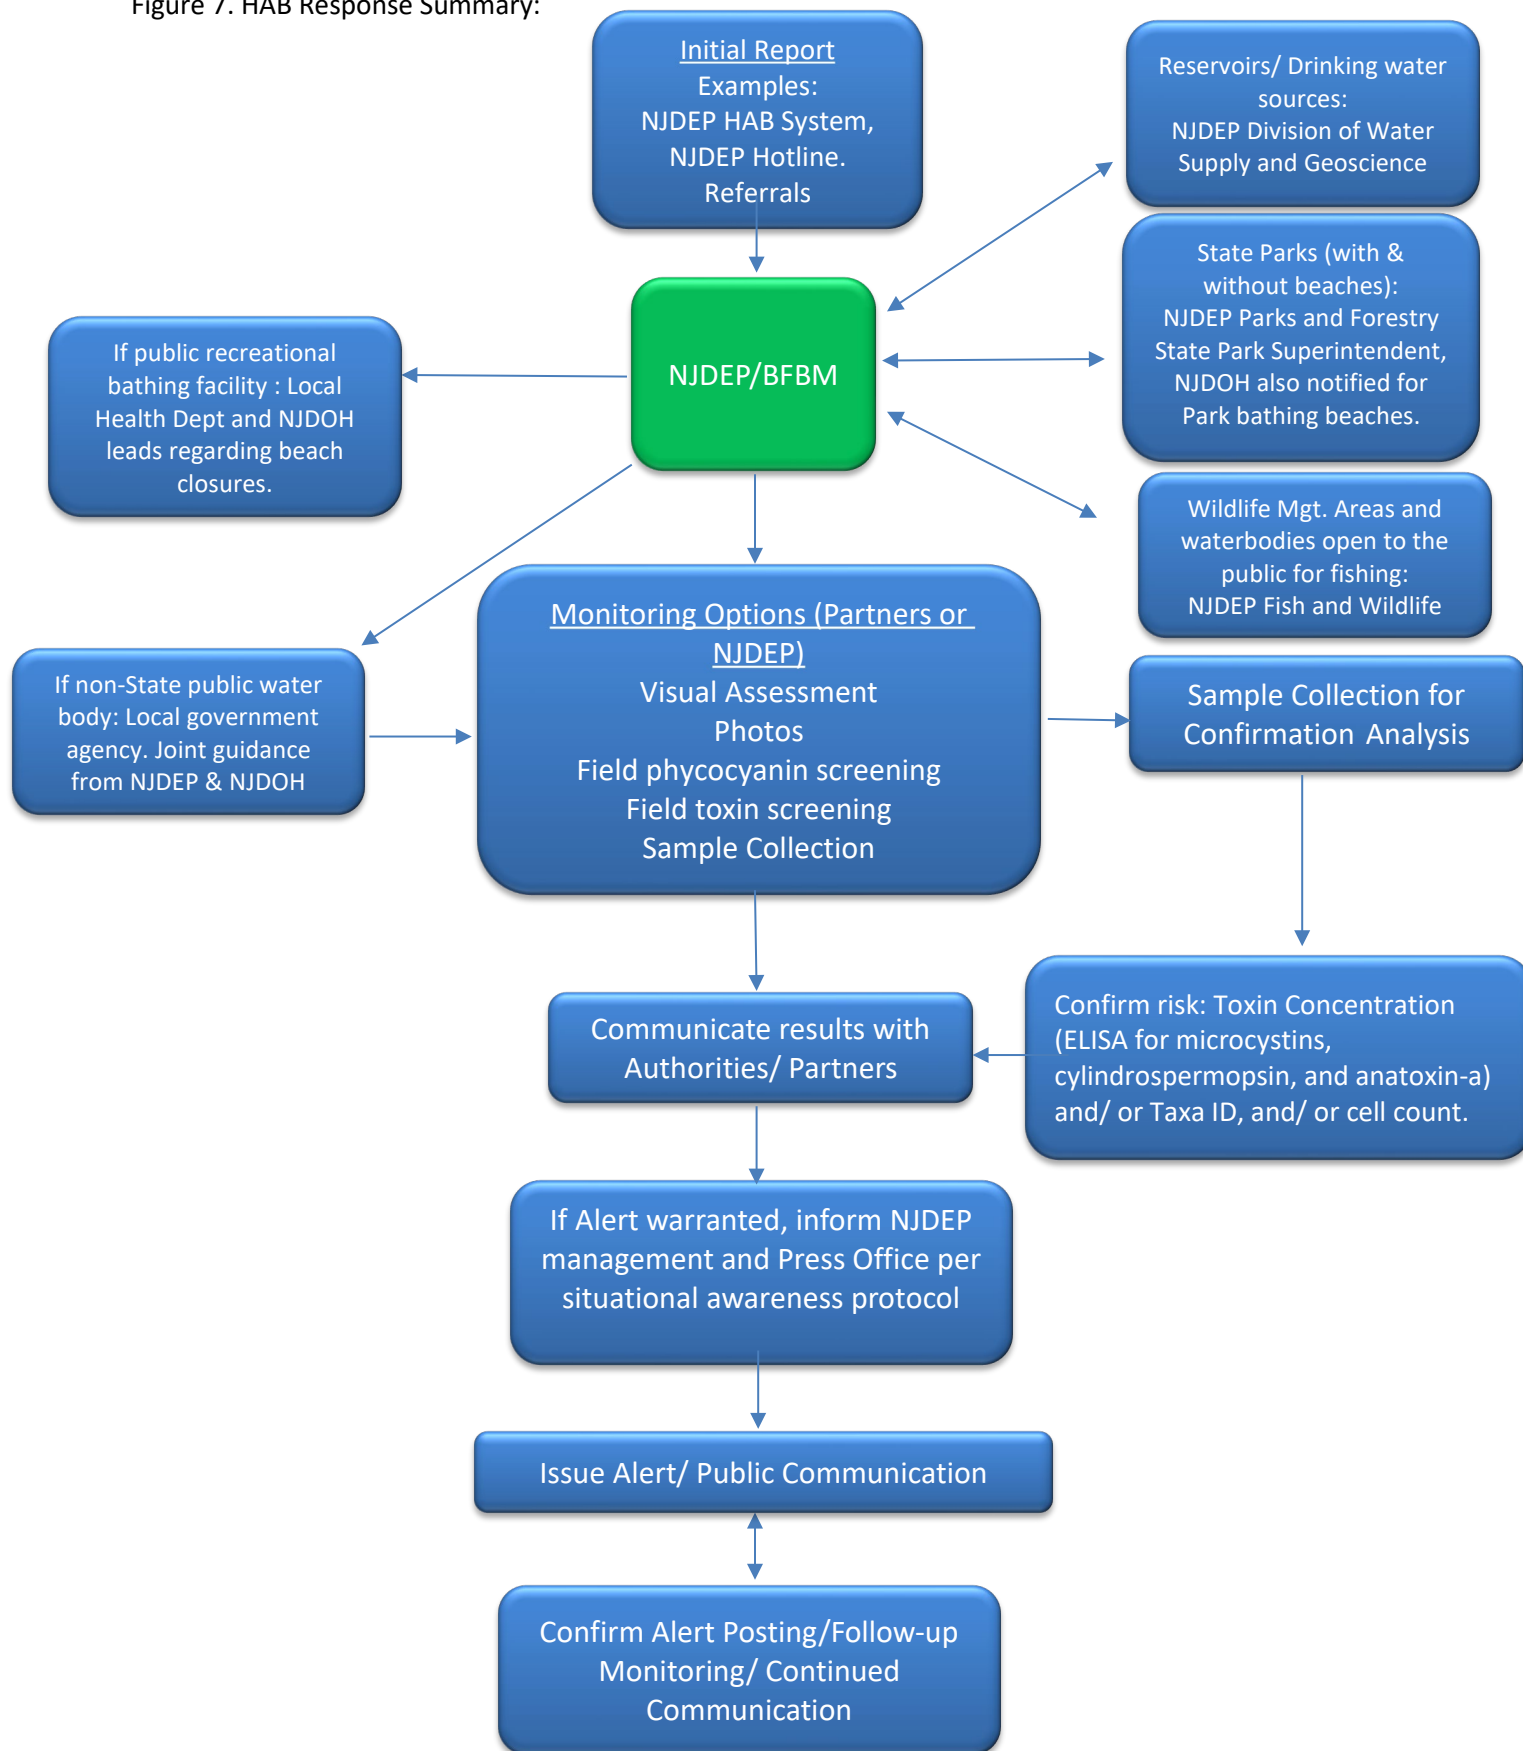 Figure 7. HAB Response Summary:
Initial Report
Examples:
NJDEP HAB System,
NJDEP Hotline.
Referrals
Reservoirs/ Drinking water
sources:
NJDEP Division of Water
Supply and Geoscience
State Parks (with &
without beaches):
NJDEP Parks and Forestry
State Park Superintendent,
NJDOH also notified for
Park bathing beaches.
NJDEP/BFBM
If public recreational
bathing facility : Local
Health Dept and NJDOH
leads regarding beach
closures.
Wildlife Mgt. Areas and
waterbodies open to the
public for fishing:
NJDEP Fish and Wildlife
Monitoring Options (Partners or
NJDEP)
Visual Assessment
Photos
Field phycocyanin screening
Field toxin screening
Sample Collection
If non-State public water
body: Local government
agency. Joint guidance
from NJDEP & NJDOH
Sample Collection for
Confirmation Analysis
Confirm risk: Toxin Concentration
(ELISA for microcystins,
cylindrospermopsin, and anatoxin-a)
and/ or Taxa ID, and/ or cell count.
Communicate results with
Authorities/ Partners
If Alert warranted, inform NJDEP
management and Press Office per
situational awareness protocol
Issue Alert/ Public Communication
Confirm Alert Posting/Follow-up
Monitoring/ Continued
Communication